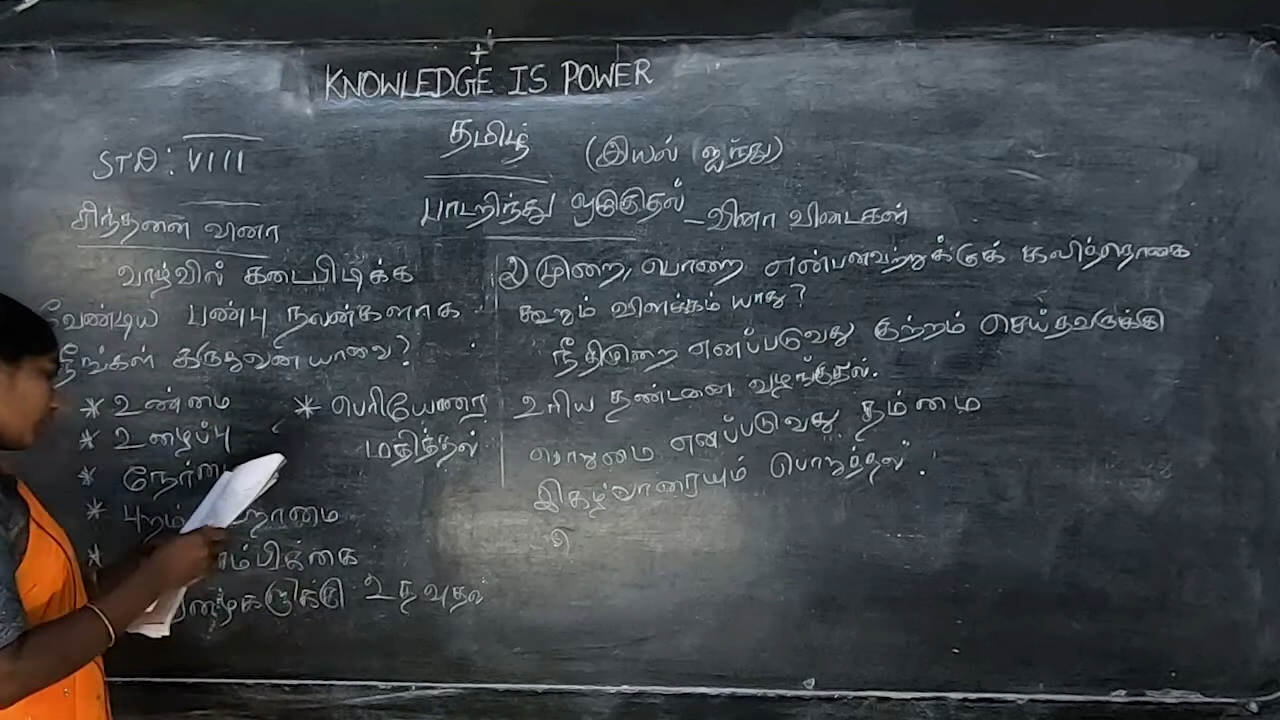 KNOWLEDGE IS POWER
STD: VIII
தமிழ் (இயல் ஐந்து)
பாடறிந்து ஒழுகுதல் - வினா விடைகள்
சிந்தனை வினா
வாழ்வில் கடைபிடிக்க
வேண்டிய பண்பு நலன்களாக
நீங்கள் கருதுவன யாவை?
* உண்மை
* உழைப்பு
*
*
*
உதவுதல்
* பெரியோரை
மதித்தல்
2) முறை, பொறை என்பனவற்றுக்குக் கலித்தொகை
கூறும் விளக்கம் யாது?
நீதிமுறை எனப்படுவது குற்றம் செய்தவருக்கு
உரிய தண்டனை வழங்குதல்.
பொறுமை எனப்படுவது தம்மை
இகழ்வாரையும் பொறுத்தல்.